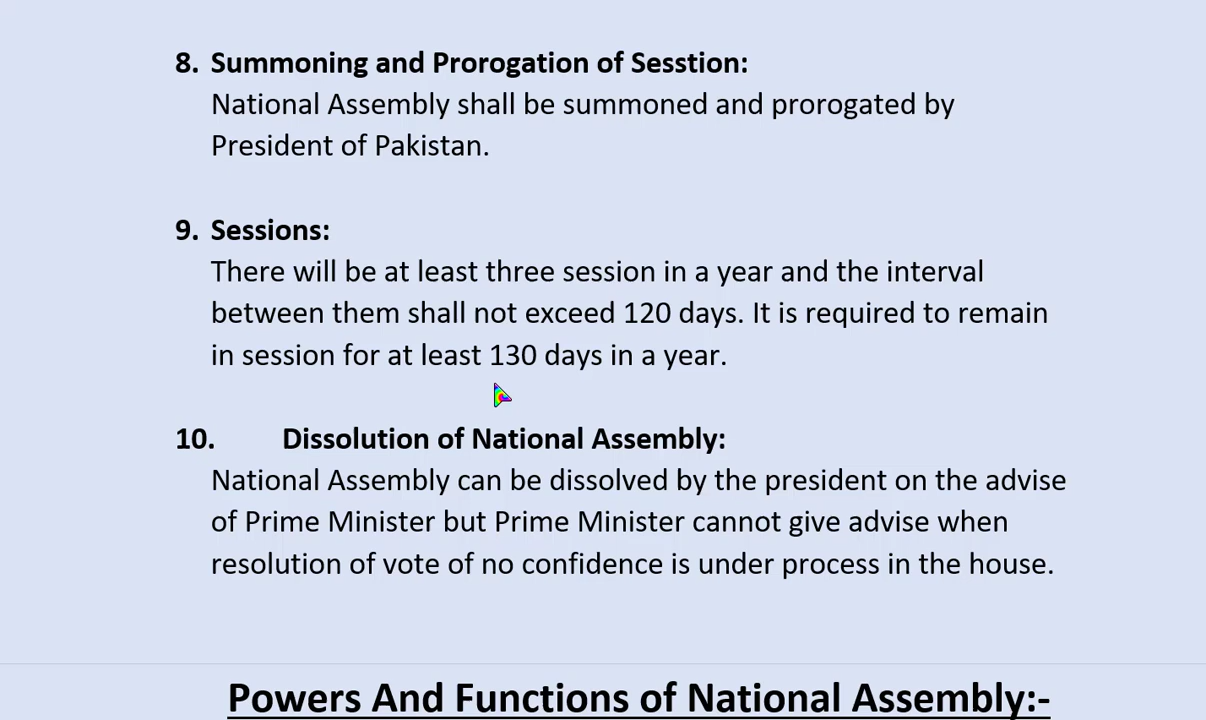 8. Summoning and Prorogation of Sesstion:
National Assembly shall be summoned and prorogated by
President of Pakistan.
9. Sessions:
There will be at least three session in a year and the interval
between them shall not exceed 120 days. It is required to remain
in session for at least 130 days in a year.
10. Dissolution of National Assembly:
National Assembly can be dissolved by the president on the advise
of Prime Minister but Prime Minister cannot give advise when
resolution of vote of no confidence is under process in the house.
Powers And Functions of National Assembly:-